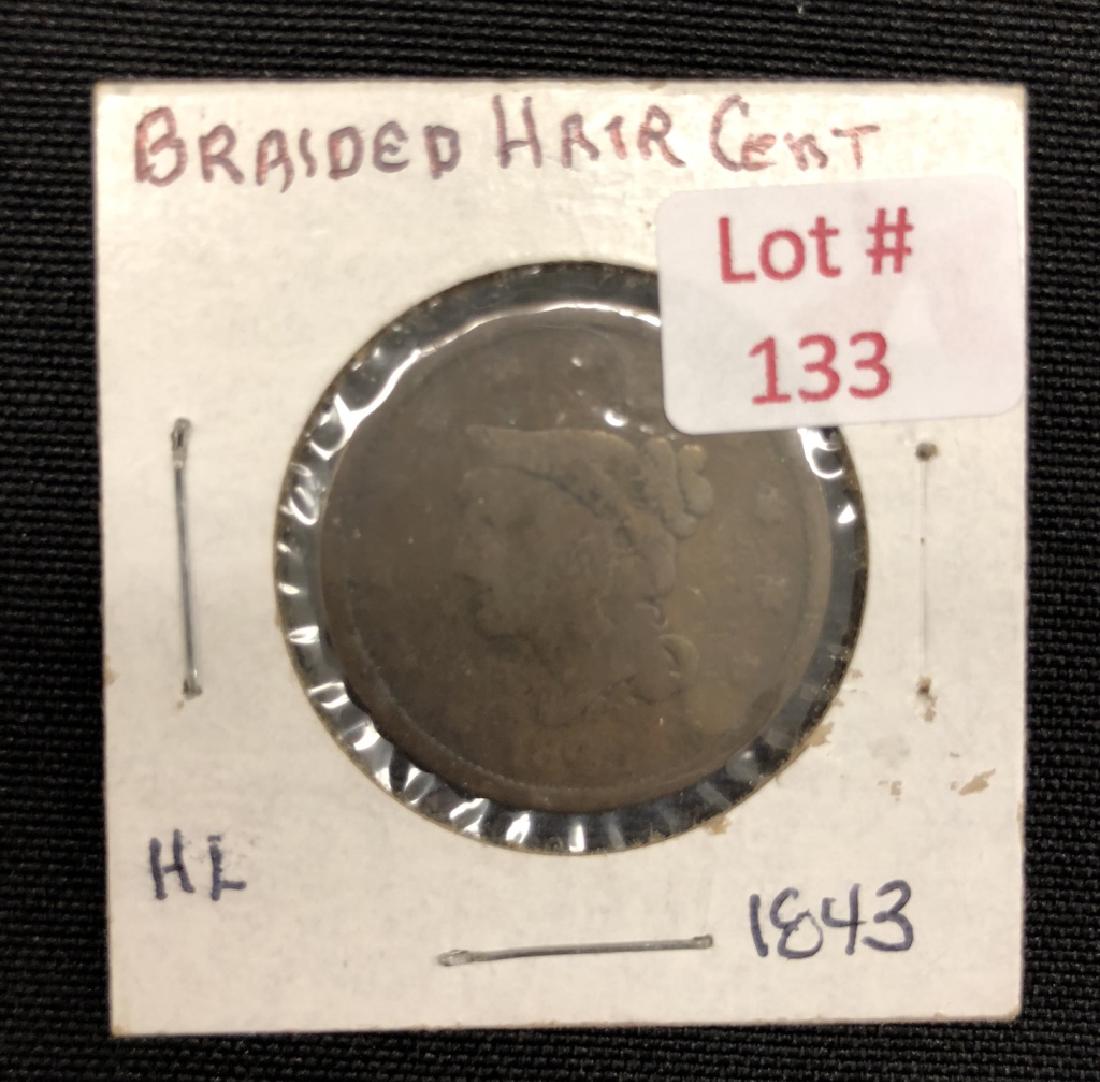 BRAIDED HAIR CENT
Lot #
133
HL
1843